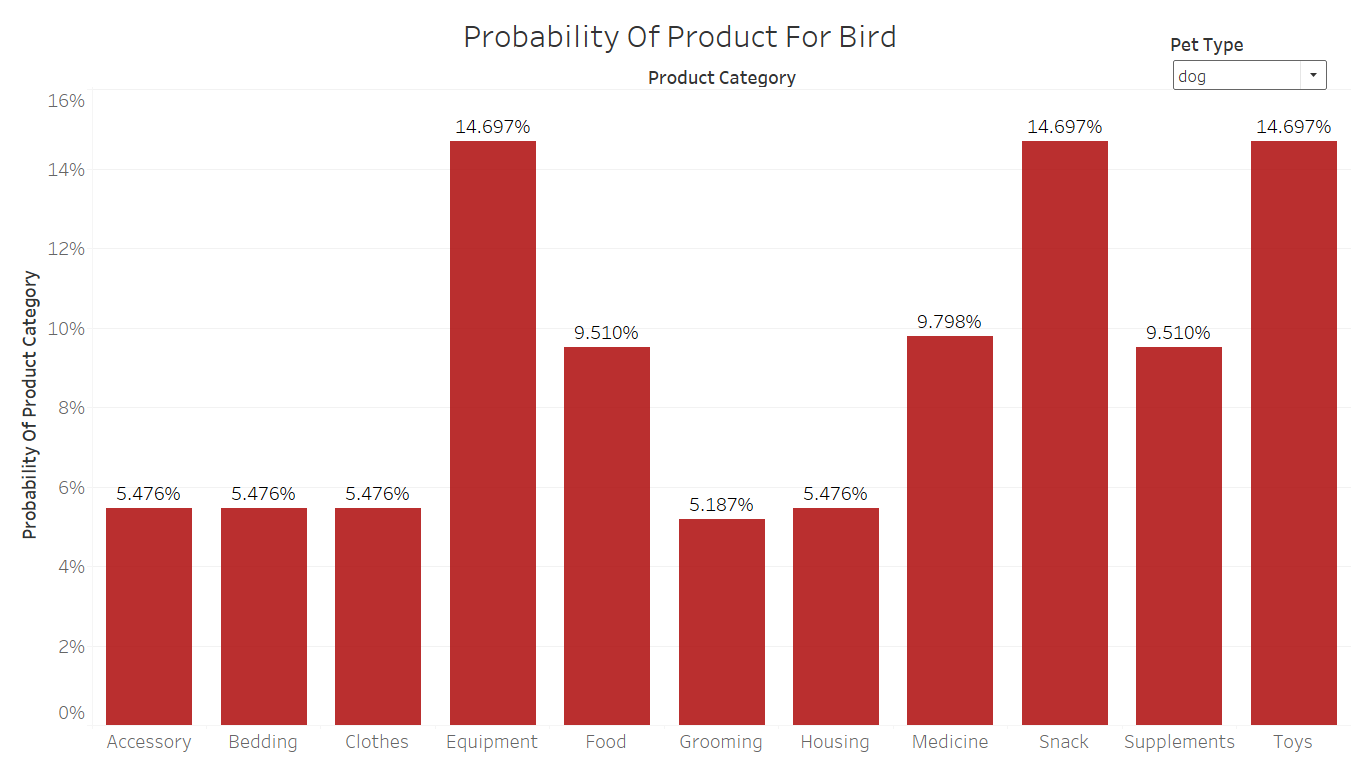 Probability Of Product For Bird
Pet Type
dog
Product Category
Probability Of Product Category
16%
14%
12%
10%
8%
6%
4%
2%
0%
5.476%
5.476%
5.476%
14.697%
9.510%
5.187%
5.476%
9.798%
14.697%
9.510%
14.697%
Accessory
Bedding
Clothes
Equipment
Food
Grooming
Housing
Medicine
Snack
Supplements
Toys